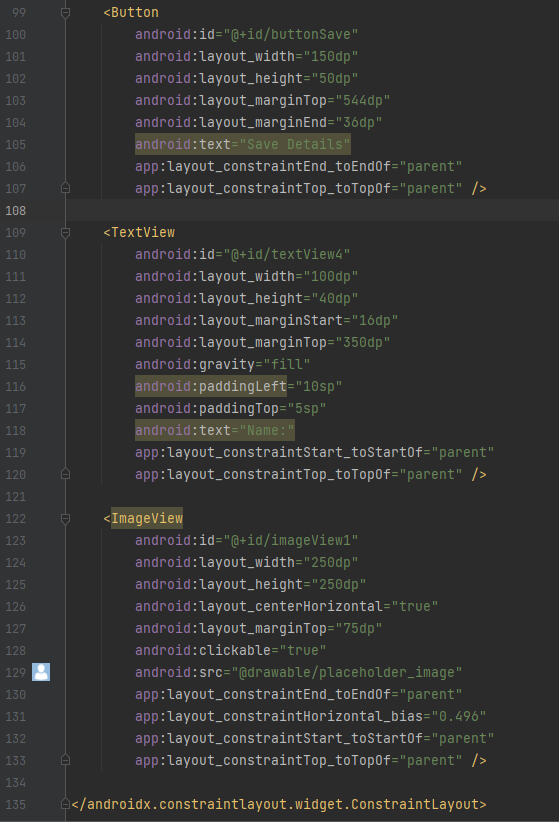 99 <Button
100 android:id="@+id/buttonSave"
101 android:layout_width="150dp"
102 android:layout_height="50dp"
103 android:layout_marginTop="544dp"
104 android:layout_marginEnd="36dp"
105 android:text="Save Details"
106 app:layout_constraintEnd_toEndOf="parent"
107 app:layout_constraintTop_toTopOf="parent" />
108
109 <TextView
110 android:id="@+id/textView4"
111 android:layout_width="100dp"
112 android:layout_height="40dp"
113 android:layout_marginStart="16dp"
114 android:layout_marginTop="350dp"
115 android:gravity="fill"
116 android:paddingLeft="10sp"
117 android:paddingTop="5sp"
118 android:text="Name:"
119 app:layout_constraintStart_toStartOf="parent"
120 app:layout_constraintTop_toTopOf="parent" />
121
122 <ImageView
123 android:id="@+id/imageView1"
124 android:layout_width="250dp"
125 android:layout_height="250dp"
126 android:layout_centerHorizontal="true"
127 android:layout_marginTop="75dp"
128 android:clickable="true"
129 android:src="@drawable/placeholder_image"
130 app:layout_constraintEnd_toEndOf="parent"
131 app:layout_constraintHorizontal_bias="0.496"
132 app:layout_constraintStart_toStartOf="parent"
133 app:layout_constraintTop_toTopOf="parent" />
134
135 </androidx.constraintlayout.widget.ConstraintLayout>